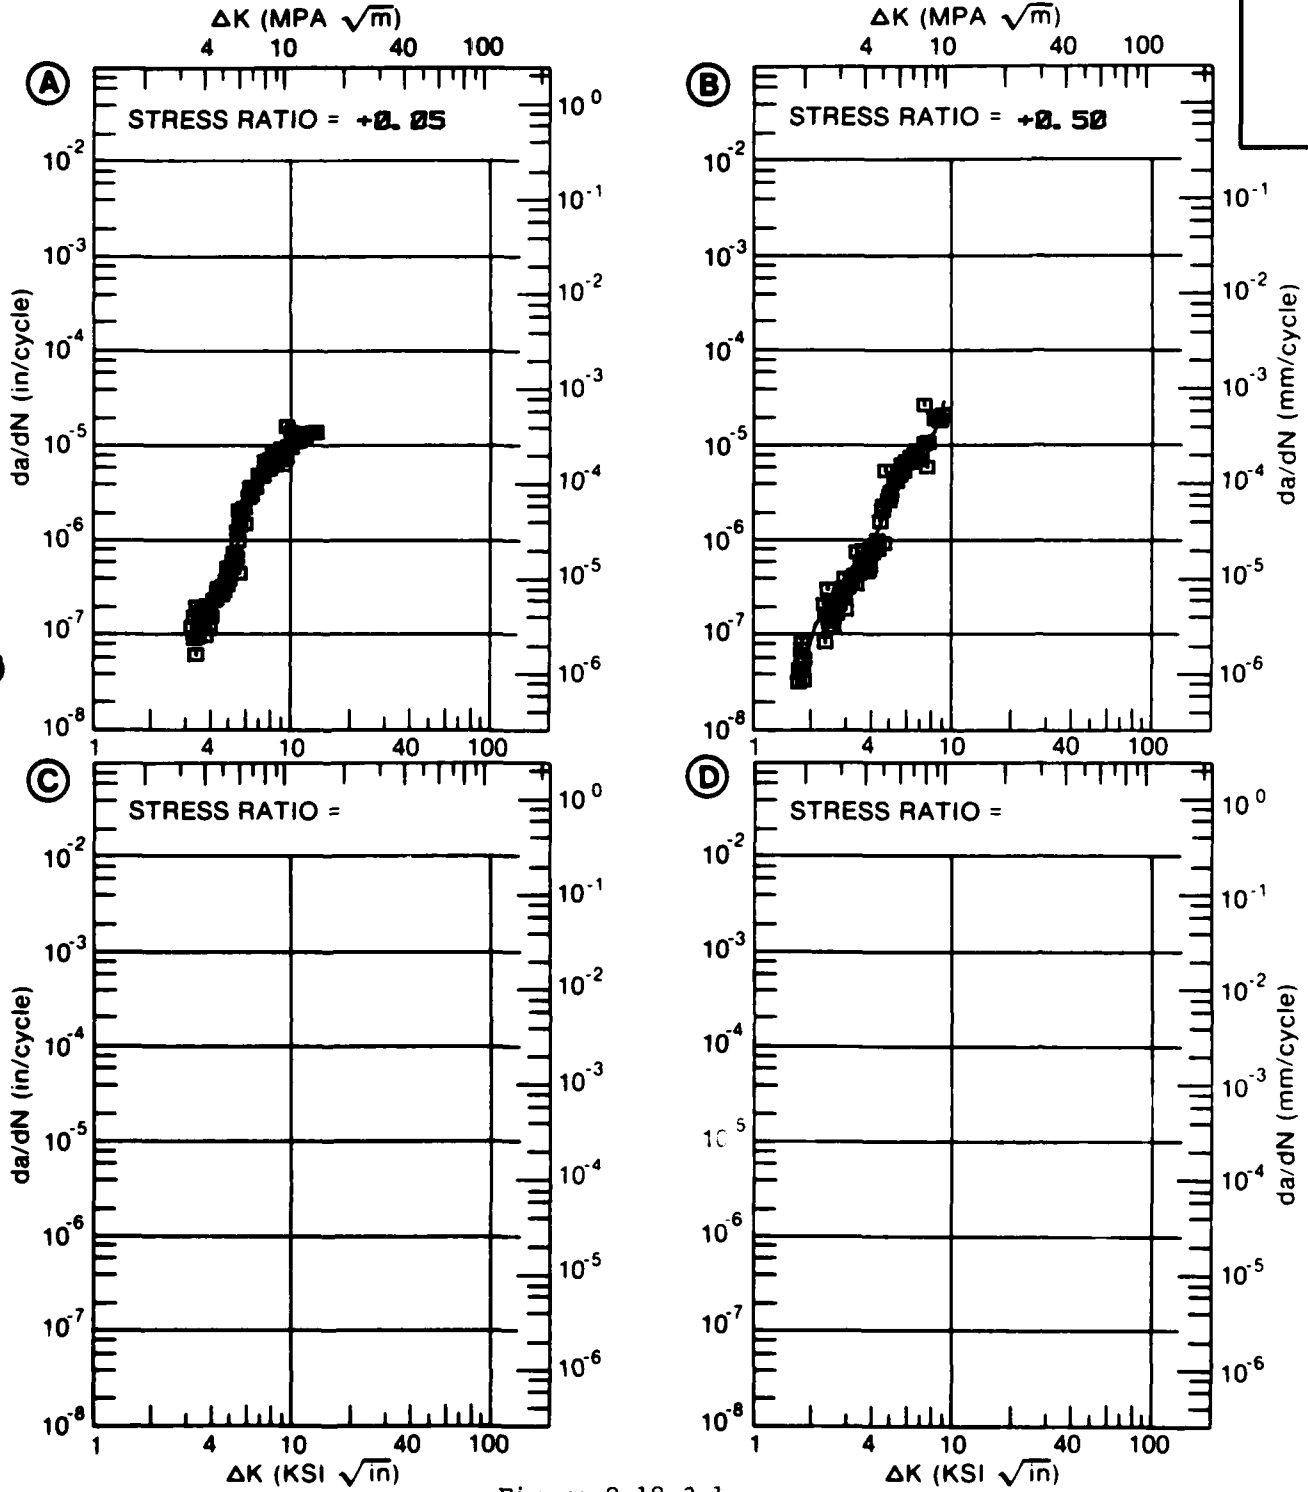 ΔK (MPA √m)
4 10 40 100
ΔK (MPA √m)
4 10 40 100
A
STRESS RATIO = +0.05
da/dN (in/cycle)
10^-2
10^-3
10^-4
10^-5
10^-6
10^-7
10^-8
10^0
10^-1
10^-2
10^-3
10^-4
10^-5
10^-6
1 4 10 40 100
B
STRESS RATIO = +0.50
10^-2
10^-3
10^-4
10^-5
10^-6
10^-7
10^-8
10^-1
10^-2
10^-3
10^-4
10^-5
10^-6
da/dN (mm/cycle)
1 4 10 40 100
C
STRESS RATIO =
da/dN (in/cycle)
10^-2
10^-3
10^-4
10^-5
10^-6
10^-7
10^-8
10^0
10^-1
10^-2
10^-3
10^-4
10^-5
10^-6
1 4 10 40 100
ΔK (KSI √in)
D
STRESS RATIO =
10^-2
10^-3
10^-4
10^-5
10^-6
10^-7
10^-8
10^0
10^-1
10^-2
10^-3
10^-4
10^-5
10^-6
da/dN (mm/cycle)
1 4 10 40 100
ΔK (KSI √in)